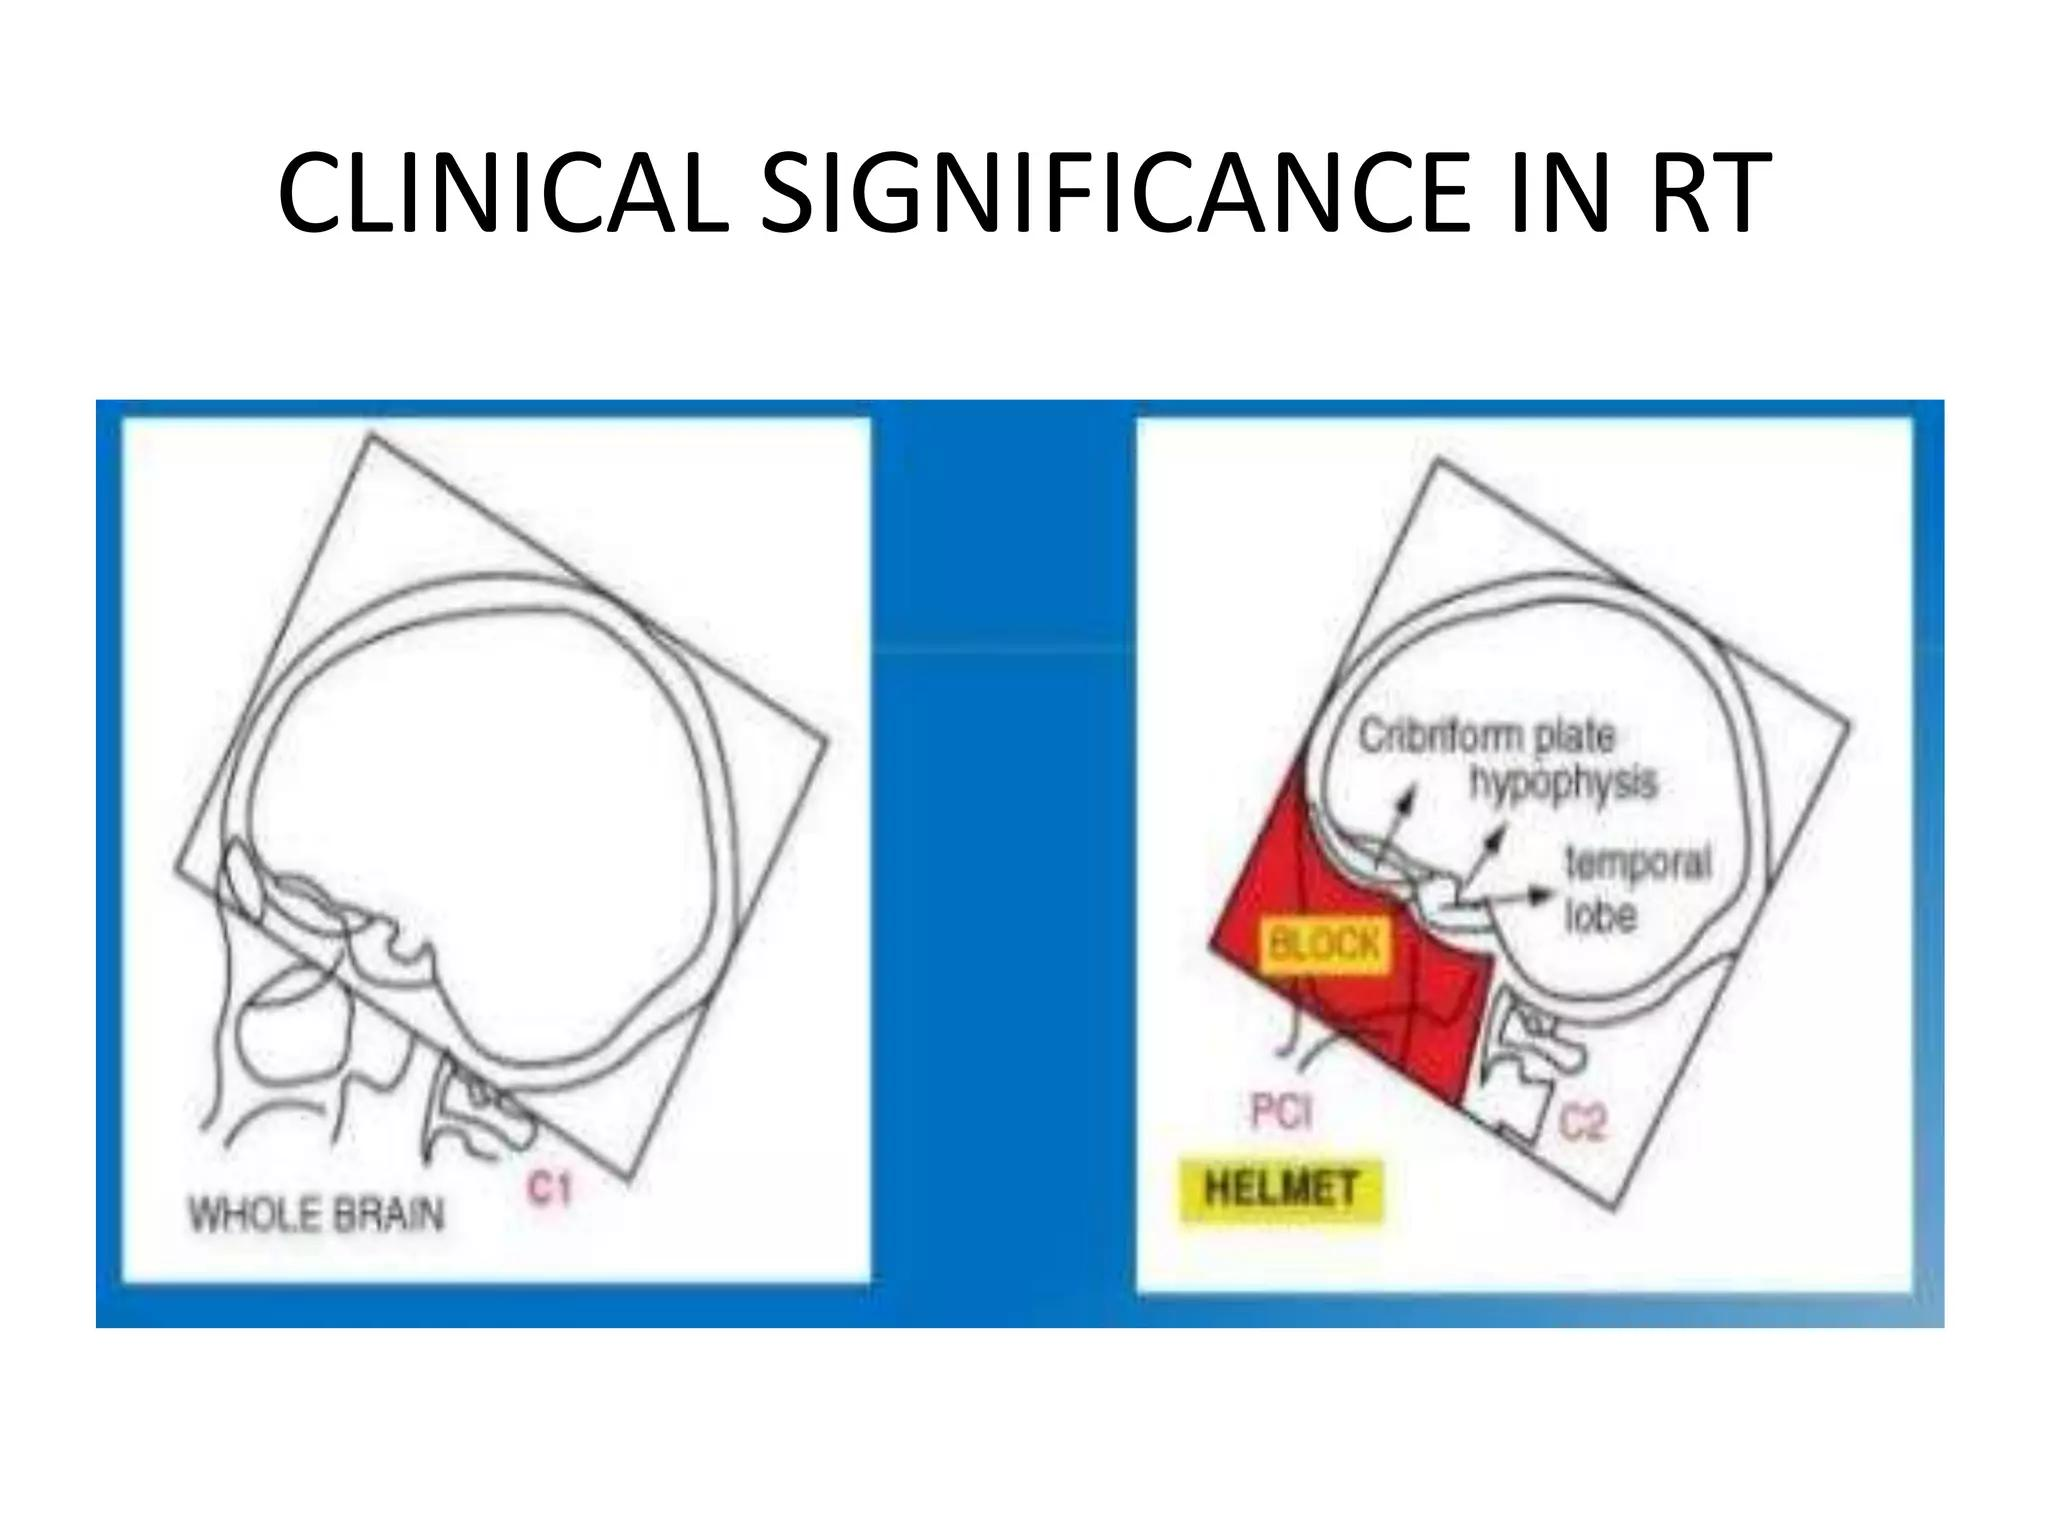 CLINICAL SIGNIFICANCE IN RT
WHOLE BRAIN
C1
Cribriform plate
hypophysis
temporal
lobe
BLOCK
PCI
C2
HELMET